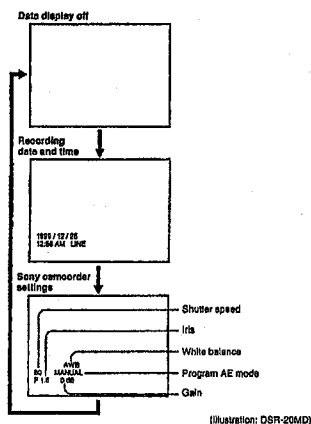 Data display off
Recording
date and time
1999 / 12 / 25
12:56 AM LINE
Sony camcorder
settings
Shutter speed
Iris
White balance
Program AE mode
Gain
AWB
60 MANUAL
F 1.6 0 dB
(Illustration: DSR-20MD)